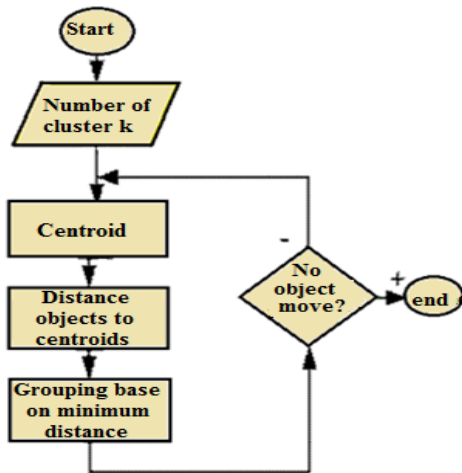 Start
Number of
cluster k
Centroid
Distance
objects to
centroids
Grouping base
on minimum
distance
-
No
object
move?
+
end